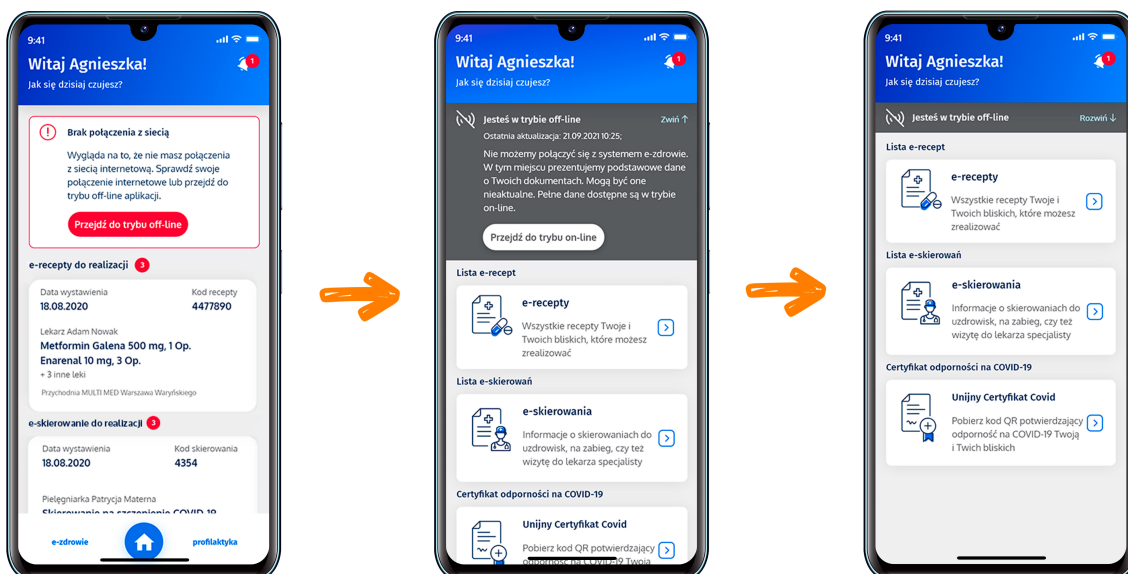 9:41
Witaj Agnieszka!
1
Jak się dzisiaj czujesz?
Brak połączenia z siecią
Wygląda na to, że nie masz połączenia
z siecią internetową. Sprawdź swoje
połączenie internetowe lub przejdź do
trybu off-line aplikacji.
Przejdź do trybu off-line
e-recepty do realizacji 3
Data wystawienia Kod recepty
18.08.2020 4477890
Lekarz Adam Nowak
Metformin Galena 500 mg, 1 Op.
Enarenal 10 mg, 3 Op.
+ 3 inne leki
Przychodnia MULTI MED Warszawa Waryńskiego
e-skierowanie do realizacji 3
Data wystawienia Kod skierowania
18.08.2020 4354
Pielęgniarka Patrycja Materna
Skierowanie na szczepienie COVID-19
e-zdrowie profilaktyka
9:41
Witaj Agnieszka!
1
Jak się dzisiaj czujesz?
Jesteś w trybie off-line Zwiń ↑
Ostatnia aktualizacja: 21.09.2021 10:25;
Nie możemy połączyć się z systemem e-zdrowie.
W tym miejscu prezentujemy podstawowe dane
o Twoich dokumentach. Mogą być one
nieaktualne. Pełne dane dostępne są w trybie
on-line.
Przejdź do trybu on-line
Lista e-recept
e-recepty
Wszystkie recepty Twoje i
Twoich bliskich, które możesz
zrealizować
Lista e-skierowań
e-skierowania
Informacje o skierowaniach do
uzdrowisk, na zabieg, czy też
wizytę do lekarza specjalisty
Certyfikat odporności na COVID-19
Unijny Certyfikat Covid
Pobierz kod QR potwierdzający
odporność na COVID-19 Twoją
9:41
Witaj Agnieszka!
1
Jak się dzisiaj czujesz?
Jesteś w trybie off-line Rozwiń ↓
Lista e-recept
e-recepty
Wszystkie recepty Twoje i
Twoich bliskich, które możesz
zrealizować
Lista e-skierowań
e-skierowania
Informacje o skierowaniach do
uzdrowisk, na zabieg, czy też
wizytę do lekarza specjalisty
Certyfikat odporności na COVID-19
Unijny Certyfikat Covid
Pobierz kod QR potwierdzający
odporność na COVID-19 Twoją
i Twich bliskich